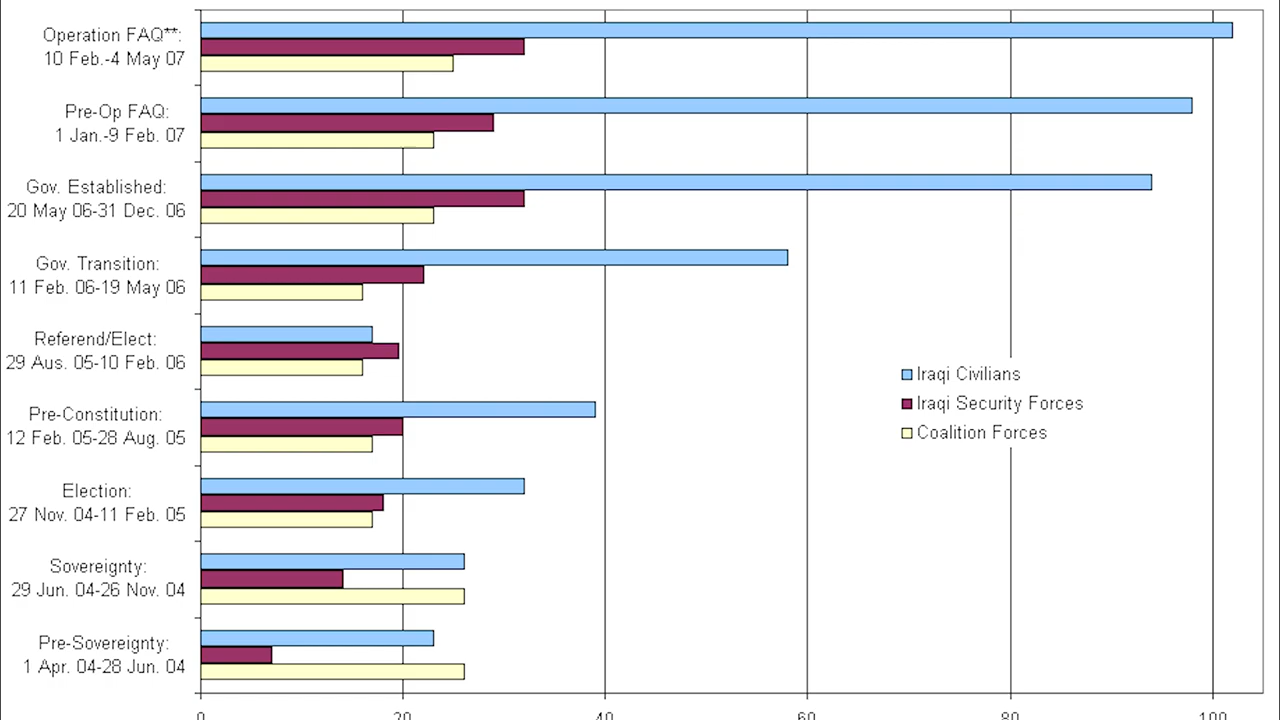 Operation FAQ**:
10 Feb.-4 May 07
Pre-Op FAQ:
1 Jan.-9 Feb. 07
Gov. Established:
20 May 06-31 Dec. 06
Gov. Transition:
11 Feb. 06-19 May 06
Referend/Elect:
29 Aus. 05-10 Feb. 06
Pre-Constitution:
12 Feb. 05-28 Aug. 05
Election:
27 Nov. 04-11 Feb. 05
Sovereignty:
29 Jun. 04-26 Nov. 04
Pre-Sovereignty:
1 Apr. 04-28 Jun. 04
Iraqi Civilians
Iraqi Security Forces
Coalition Forces
0 20 40 60 80 100